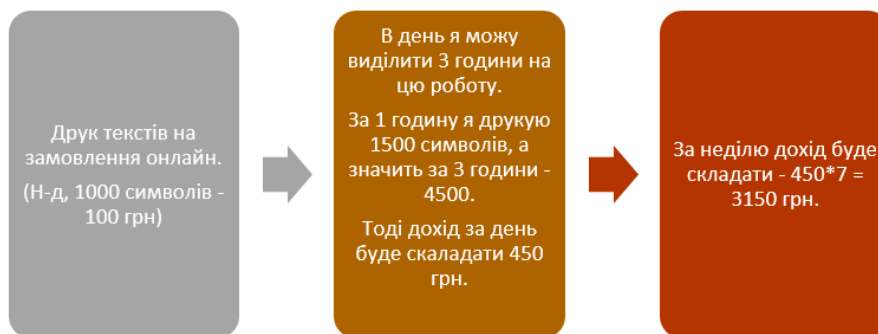 Друк текстів на
замовлення онлайн.
(Н-д, 1000 символів -
100 грн)
В день я можу
виділити 3 години на
цю роботу.
За 1 годину я друкую
1500 символів, а
значить за 3 години -
4500.
Тоді дохід за день
буде скаладати 450
грн.
За неділю дохід буде
складати - 450*7 =
3150 грн.